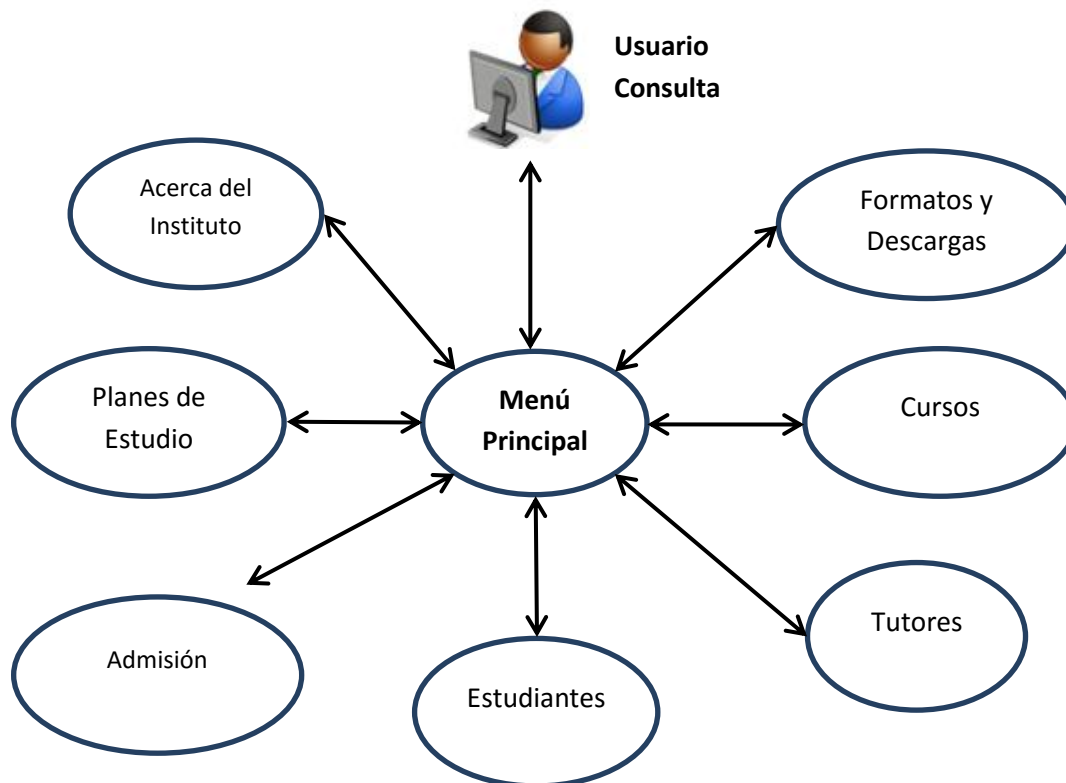 Usuario
Consulta
Acerca del
Instituto
Formatos y
Descargas
Planes de
Estudio
Menú
Principal
Cursos
Admisión
Estudiantes
Tutores